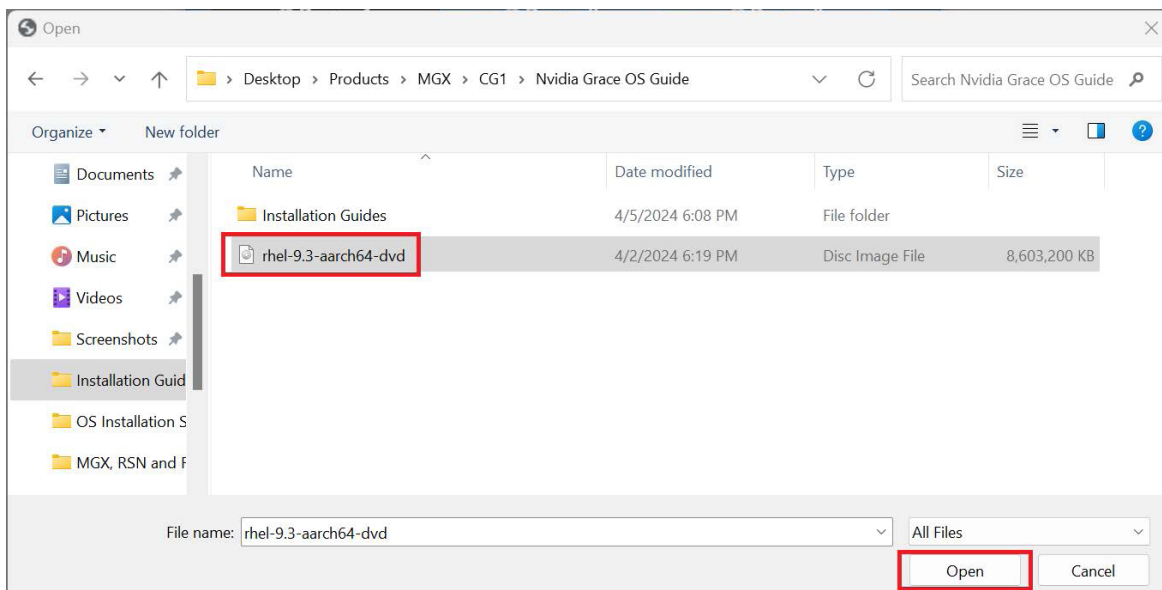 Open
Desktop > Products > MGX > CG1 > Nvidia Grace OS Guide
Search Nvidia Grace OS Guide
Organize
New folder
Name Date modified Type Size
Documents
Pictures
Music
Videos
Screenshots
Installation Guid
OS Installation S
MGX, RSN and F
Installation Guides 4/5/2024 6:08 PM File folder
rhel-9.3-aarch64-dvd 4/2/2024 6:19 PM Disc Image File 8,603,200 KB
File name: rhel-9.3-aarch64-dvd
All Files
Open
Cancel